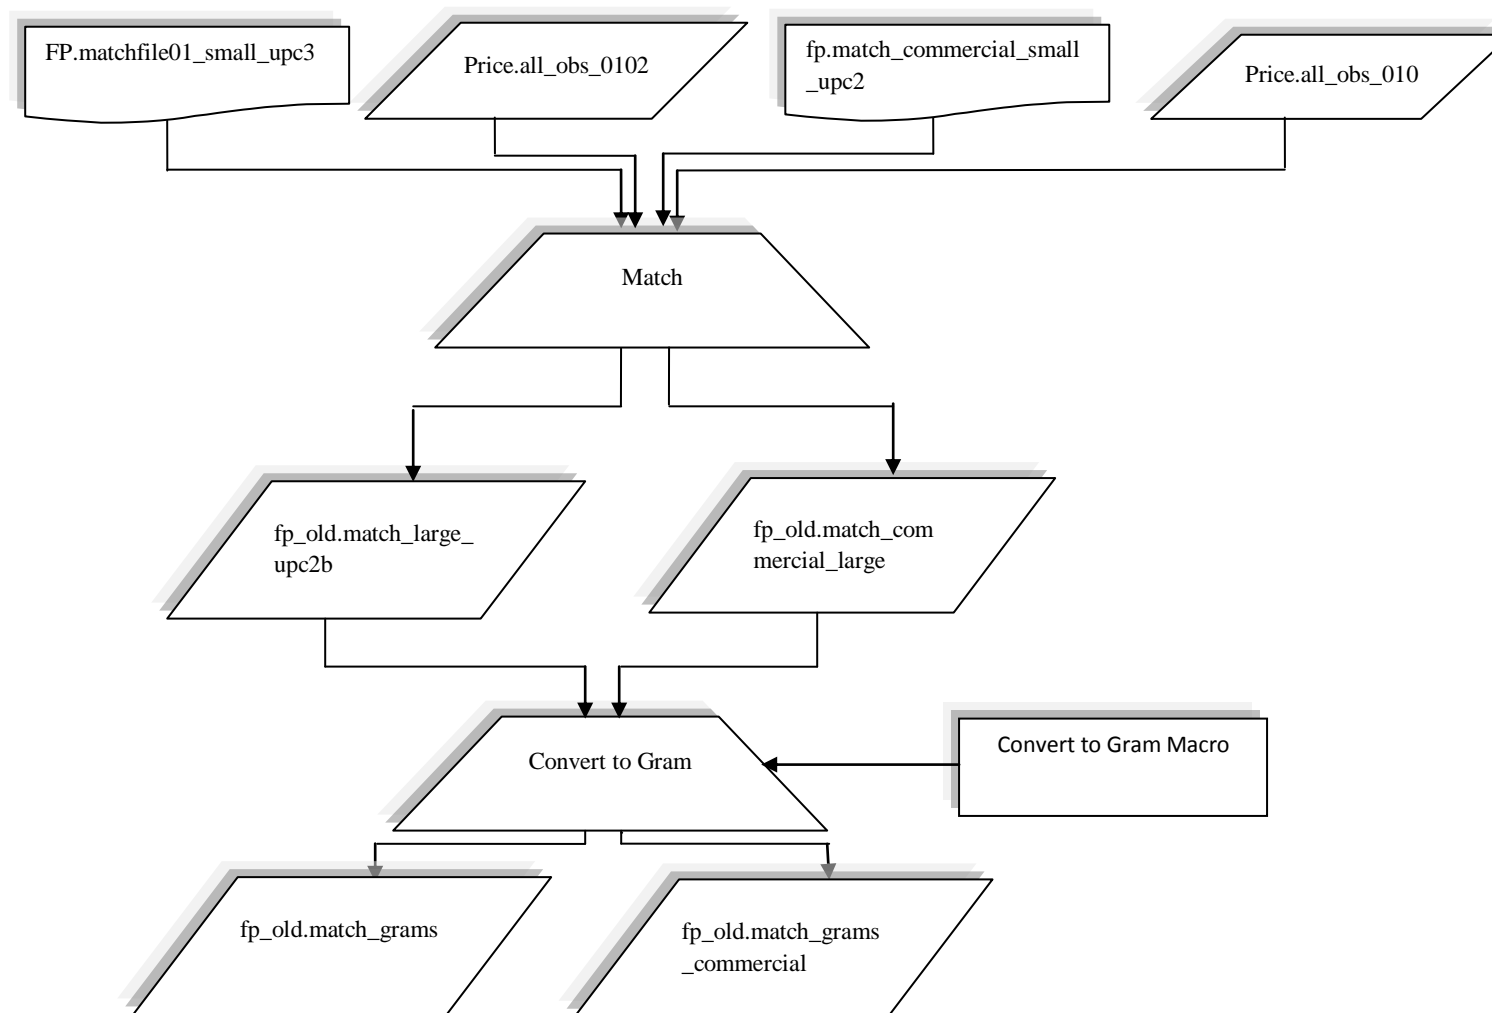 FP.matchfile01_small_upc3
Price.all_obs_0102
fp.match_commercial_small
_upc2
Price.all_obs_010
Match
fp_old.match_large_
upc2b
fp_old.match_com
mercial_large
Convert to Gram
Convert to Gram Macro
fp_old.match_grams
fp_old.match_grams
_commercial